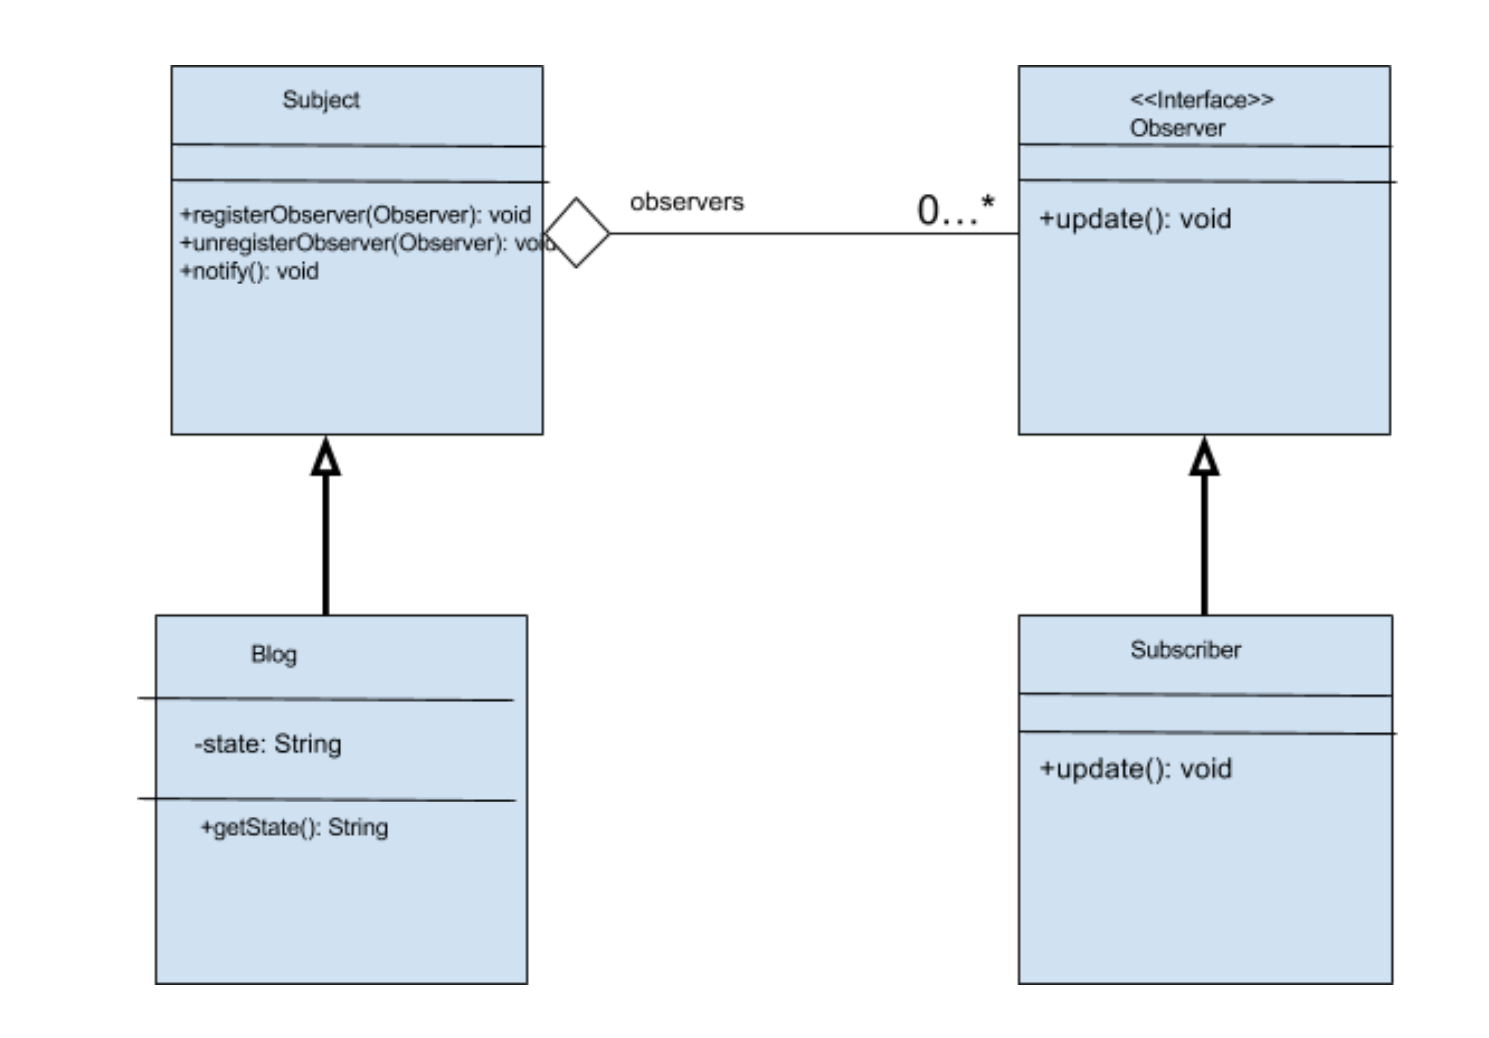 Subject
+registerObserver(Observer): void
+unregisterObserver(Observer): void
+notify(): void
observers
0...*
<<Interface>>
Observer
+update(): void
Blog
-state: String
+getState(): String
Subscriber
+update(): void